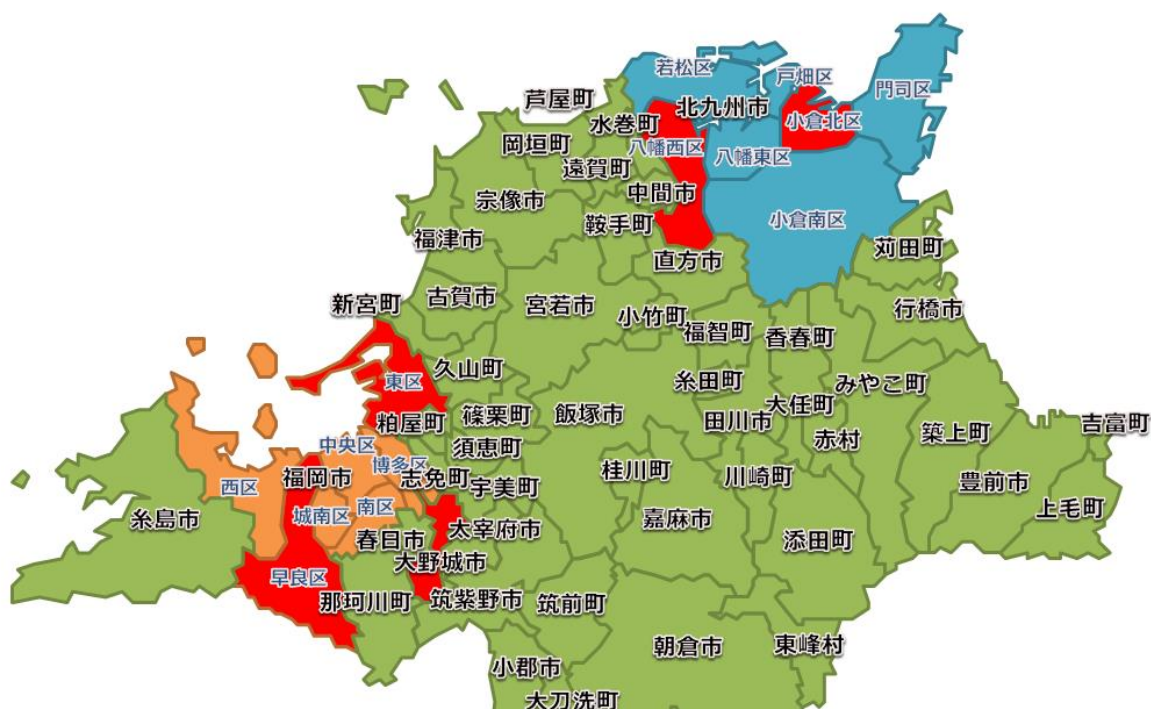 若松区
戸畑区
門司区
芦屋町
北九州市
水巻町
小倉北区
岡垣町
八幡西区
八幡東区
遠賀町
中間市
宗像市
鞍手町
小倉南区
福津市
直方市
苅田町
古賀市
宮若市
新宮町
小竹町
福智町
香春町
行橋市
久山町
東区
糸田町
みやこ町
粕屋町
篠栗町
飯塚市
大任町
田川市
吉富町
中央区
須恵町
赤村
築上町
博多区
福岡市
志免町
宇美町
桂川町
川崎町
豊前市
西区
南区
城南区
糸島市
春日市
太宰府市
嘉麻市
上毛町
添田町
大野城市
早良区
那珂川町
筑紫野市
筑前町
朝倉市
東峰村
小郡市
大刀洗町